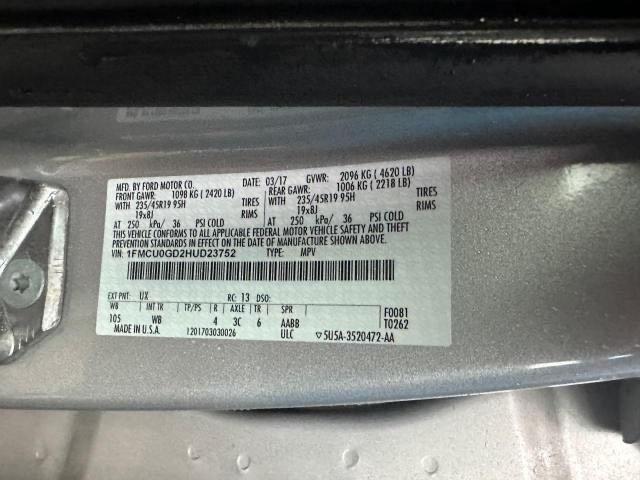 MFD. BY FORD MOTOR CO. DATE: 03/17 GVWR: 2096 KG ( 4620 LB)
FRONT GAWR: 1098 KG ( 2420 LB) REAR GAWR: 1006 KG ( 2218 LB)
WITH 235/45R19 95H TIRES WITH 235/45R19 95H TIRES
19x8J RIMS 19x8J RIMS
AT 250 kPa/ 36 PSI COLD AT 250 kPa/ 36 PSI COLD
THIS VEHICLE CONFORMS TO ALL APPLICABLE FEDERAL MOTOR VEHICLE SAFETY AND THEFT
PREVENTION STANDARDS IN EFFECT ON THE DATE OF MANUFACTURE SHOWN ABOVE.
VIN: 1FMCU0GD2HUD23752 TYPE: MPV
EXT PNT: UX RC: 13 DSO:
WB INT TR TP/PS R AXLE TR SPR F0081
105 WB 4 3C 6 AABB T0262
MADE IN U.S.A. 1201703030026 ULC ▽5U5A-3520472-AA